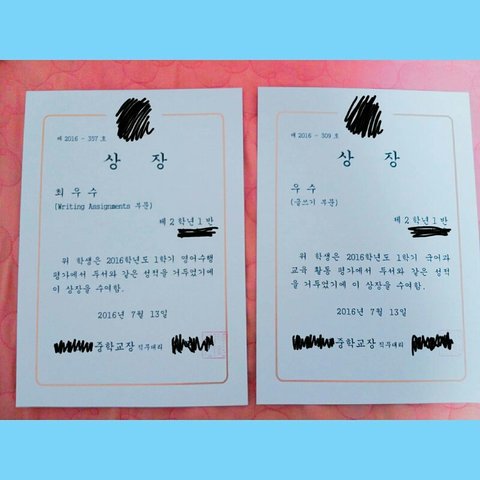 제 2016 - 357 호
상 장
최 우 수
(Writing Assignments 부문)
제 2 학년 1 반
위 학생은 2016학년도 1학기 영어수행
평가에서 두서와 같은 성적을 거두었기에
이 상장을 수여함.
2016년 7월 13일
중학교장 직무대리
제 2016 - 309 호
상 장
우 수
(글쓰기 부문)
제 2 학년 1 반
위 학생은 2016학년도 1학기 국어과
교육 활동 평가에서 두서와 같은 성적
을 거두었기에 이 상장을 수여함.
2016년 7월 13일
중학교장 직무대리